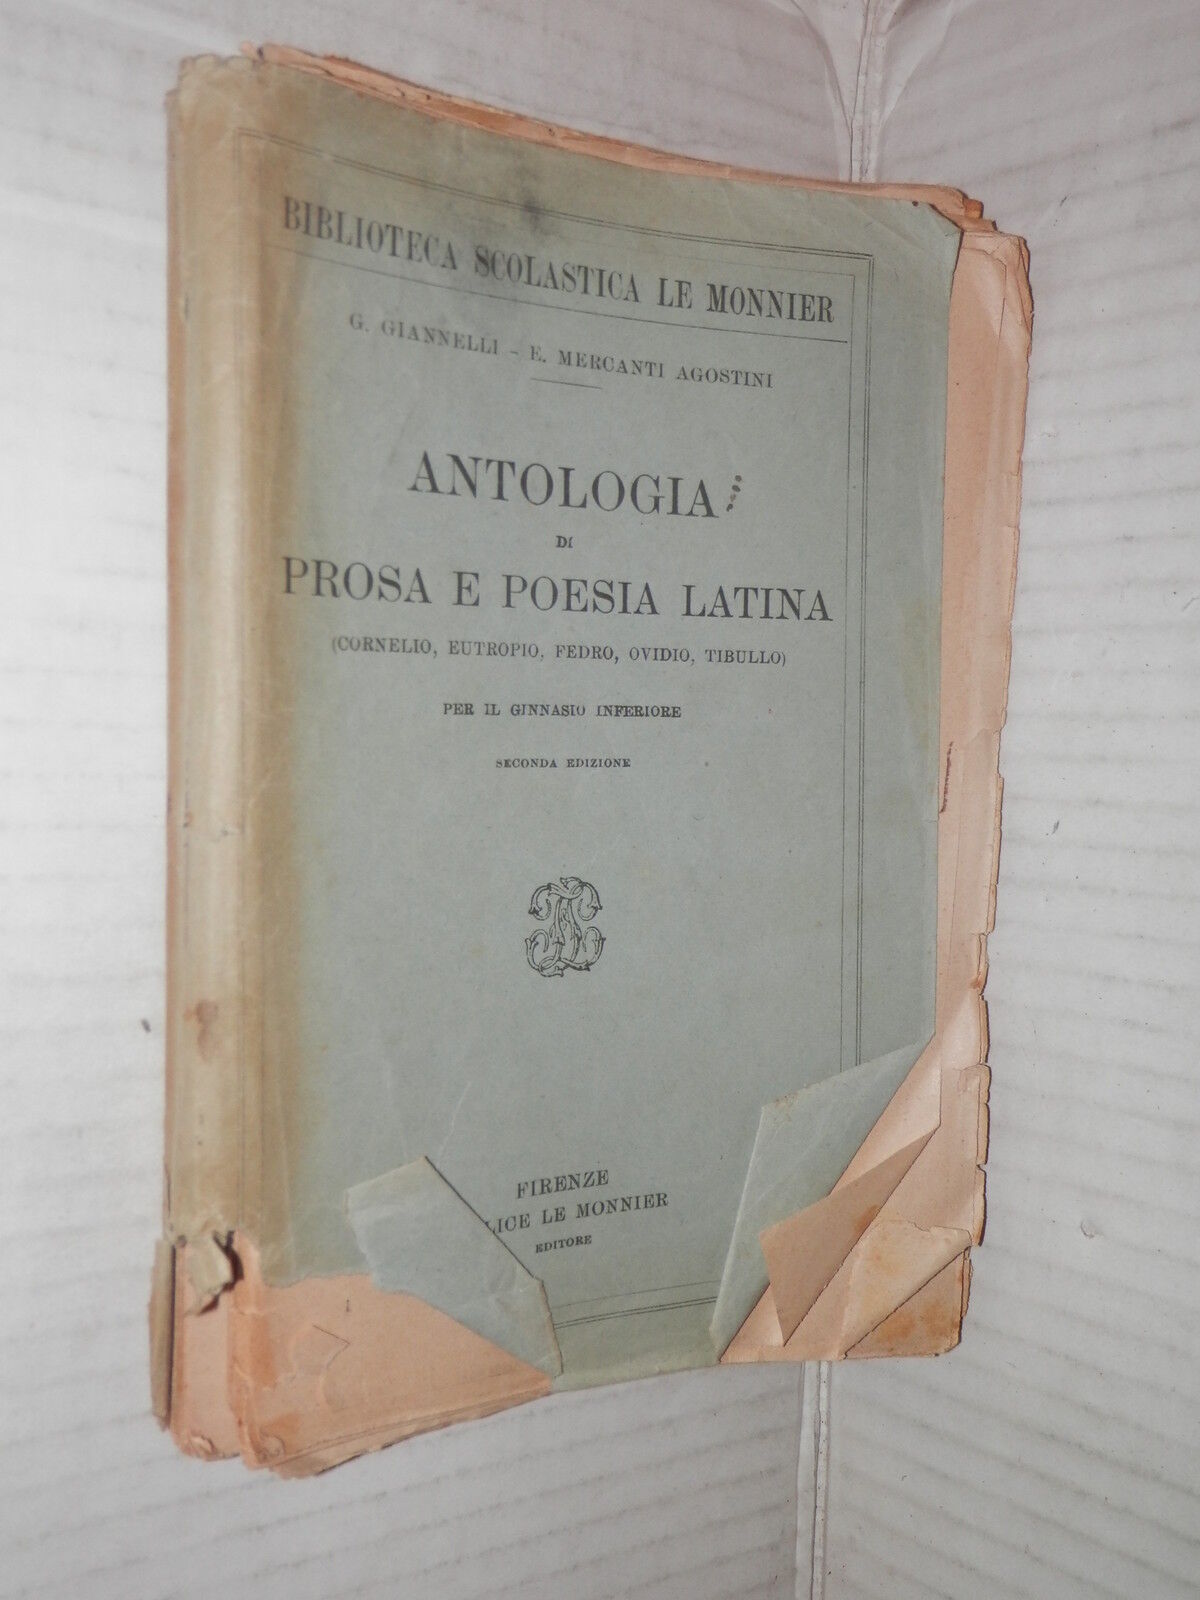 BIBLIOTECA SCOLASTICA LE MONNIER
G. GIANNELLI - E. MERCANTI AGOSTINI
ANTOLOGIA
DI
PROSA E POESIA LATINA
(CORNELIO, EUTROPIO, FEDRO, OVIDIO, TIBULLO)
PER IL GINNASIO INFERIORE
SECONDA EDIZIONE
FIRENZE
LICE LE MONNIER
EDITORE